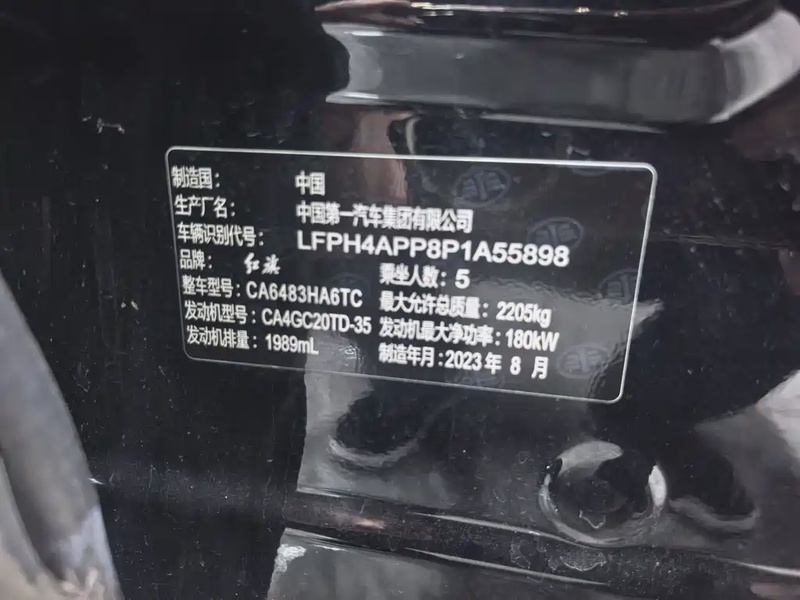 制造国: 中国
生产厂名: 中国第一汽车集团有限公司
车辆识别代号: LFPH4APP8P1A55898
品牌: 红旗 乘坐人数: 5
整车型号: CA6483HA6TC 最大允许总质量: 2205kg
发动机型号: CA4GC20TD-35 发动机最大净功率: 180kW
发动机排量: 1989mL 制造年月: 2023年 8 月